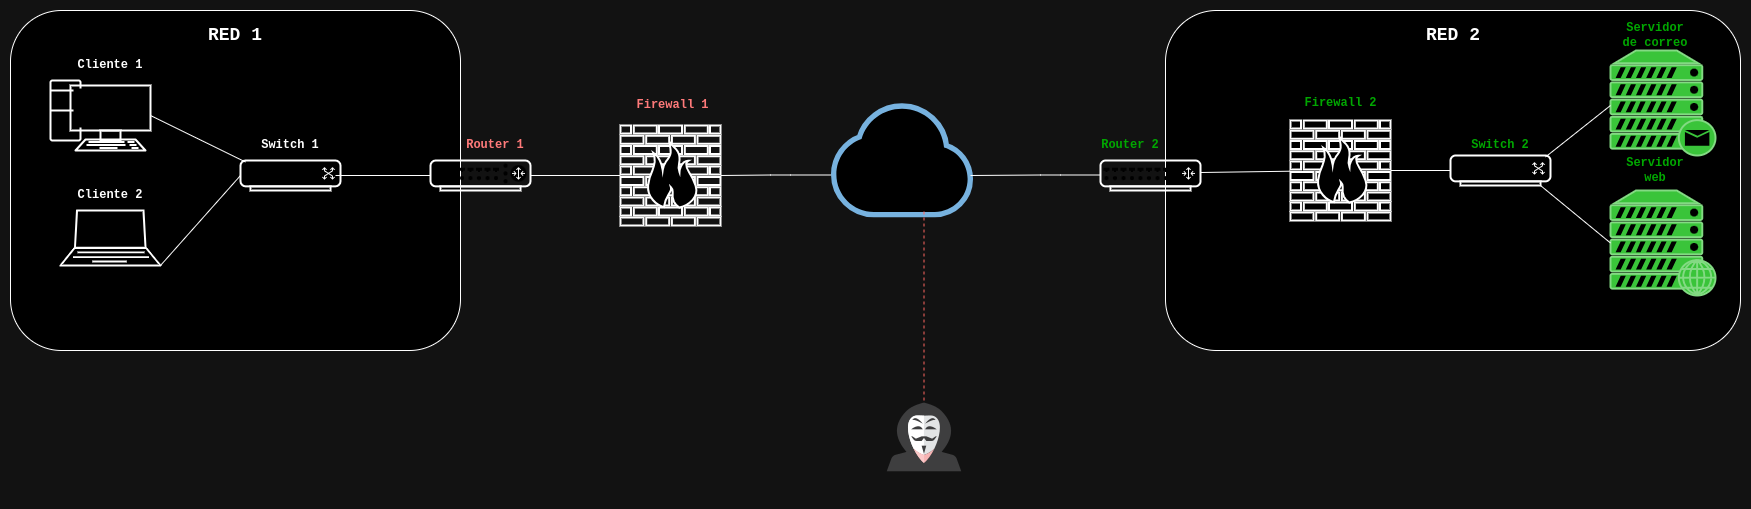 RED 1
Cliente 1
Cliente 2
Switch 1
Router 1
Firewall 1
RED 2
Router 2
Firewall 2
Switch 2
Servidor
de correo
Servidor
web